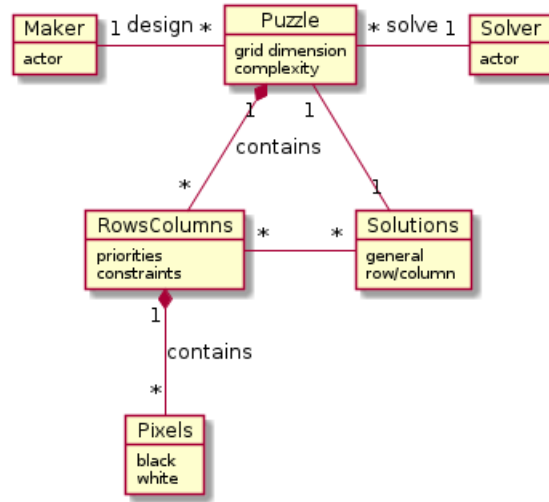 Maker
actor
1 design *
Puzzle
grid dimension
complexity
* solve 1
Solver
actor
1
contains
*
1
1
RowsColumns
priorities
constraints
* *
Solutions
general
row/column
1
contains
*
Pixels
black
white